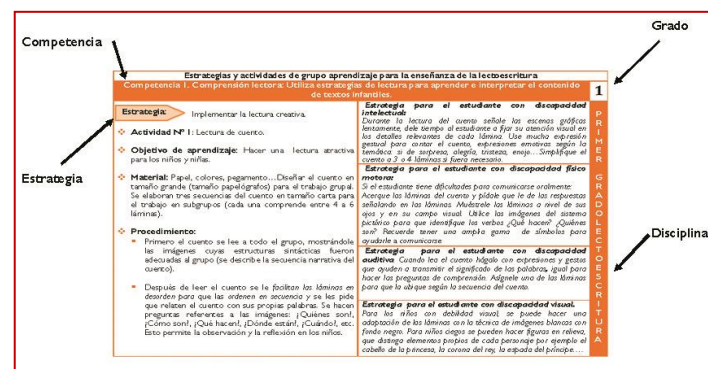 Grado
Competencia
Estrategias y actividades de grupo aprendizaje para la enseñanza de la lectoescritura
Competencia 1. Comprensión lectora: Utiliza estrategias de lectura para aprender e interpretar el contenido
de textos infantiles.
1
Estrategia:
Implementar la lectura creativa.
Actividad Nº 1: Lectura de cuento.
Objetivo de aprendizaje: Hacer una lectura atractiva
para los niños y niñas.
Estrategia
Material: Papel, colores, pegamento…Diseñar el cuento en
tamaño grande (tamaño papelógrafos) para el trabajo grupal.
Se elaboran tres secuencias del cuento en tamaño carta para
el trabajo en subgrupos (cada una comprende entre 4 a 6
láminas).
Procedimiento:
Primero el cuento se lee a todo el grupo, mostrándole
las imágenes cuyas estructuras sintácticas fueron
adecuadas al grupo (se describe la secuencia narrativa del
cuento).
Después de leer el cuento se le facilitan las láminas en
desorden para que las ordenen en secuencia y se les pide
que relaten el cuento con sus propias palabras. Se hacen
preguntas referentes a las imágenes: ¿Quiénes son?,
¿Cómo son?, ¿Qué hacen?, ¿Dónde están?, ¿Cuándo?, etc.
Esto permite la observación y la reflexión en los niños.
Estrategia para el estudiante con discapacidad
intelectual:
Durante la lectura del cuento señale las escenas gráficas
lentamente, dele tiempo al estudiante a fijar su atención visual en
los detalles relevantes de cada lámina. Use mucha expresión
gestual para contar el cuento, expresiones emotivas según la
temática si de sorpresa, alegría, tristeza, enojo…Simplifique el
cuento a 3 o 4 láminas si fuera necesario.
Estrategia para el estudiante con discapacidad físico
motora:
Si el estudiante tiene dificultades para comunicarse oralmente:
Acerque las láminas del cuento y pídale que le de las respuestas
señalando en las láminas. Muéstrele las láminas a nivel de sus
ojos y en su campo visual. Utilice las imágenes del sistema
pictórico para que identifique los verbos ¿Qué hacen? ¿Quiénes
son? Recuerde tener una amplia gama de símbolos para
ayudarle a comunicarse
Estrategia para el estudiante con discapacidad
auditiva: Cuando lea el cuento hágalo con expresiones y gestos
que ayuden a transmitir el significado de las palabras, igual para
hacer las preguntas de comprensión. Asígnele una de las láminas
para que la ubique según la secuencia del cuento.
Estrategia para el estudiante con discapacidad visual.
Para los niños con debilidad visual, se puede hacer una
adaptación de las láminas con la técnica de imágenes blancas con
fondo negro. Para niños ciegos se pueden hacer figuras en relieve,
que distinga elementos propios de cada personaje por ejemplo el
cabello de la princesa, la corona del rey, la espada del príncipe….
PRIMER GRADO LECTOESCRITURA
Disciplina